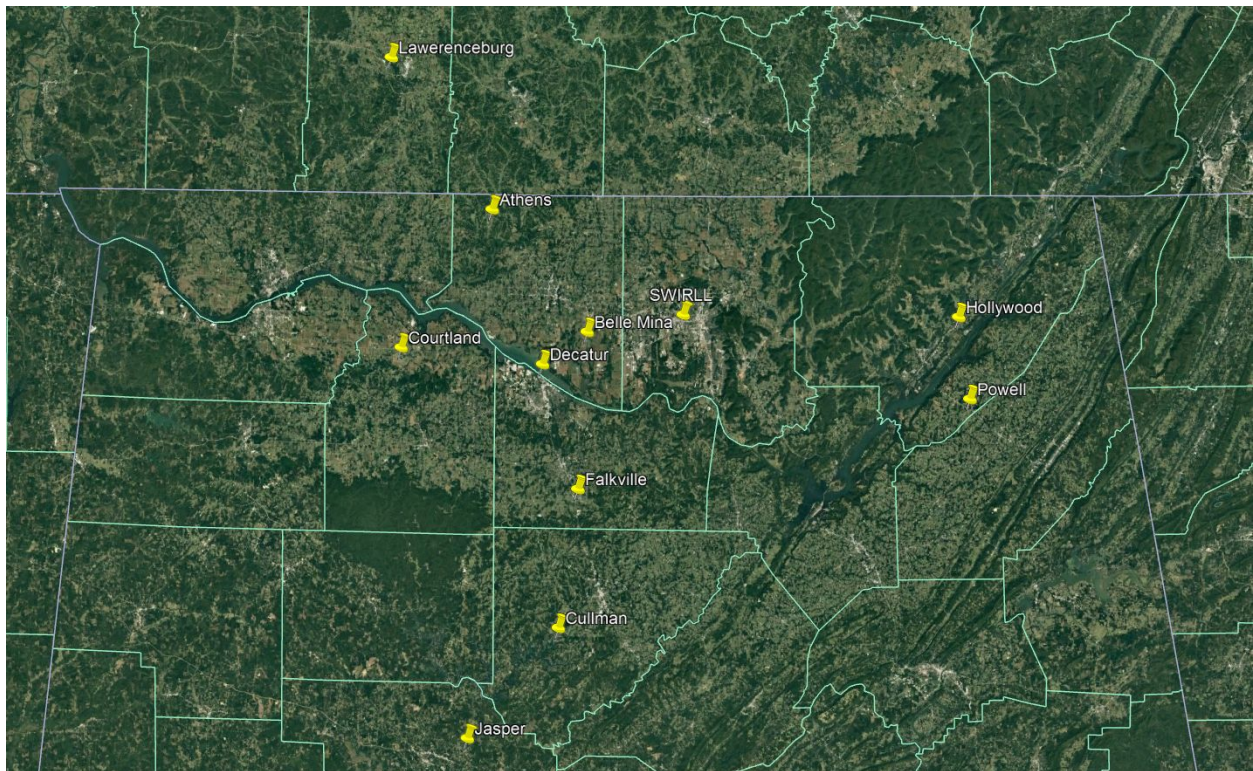 Lawerenceburg
Athens
SWIRLL
Hollywood
Belle Mina
Courtland
Decatur
Powell
Falkville
Cullman
Jasper